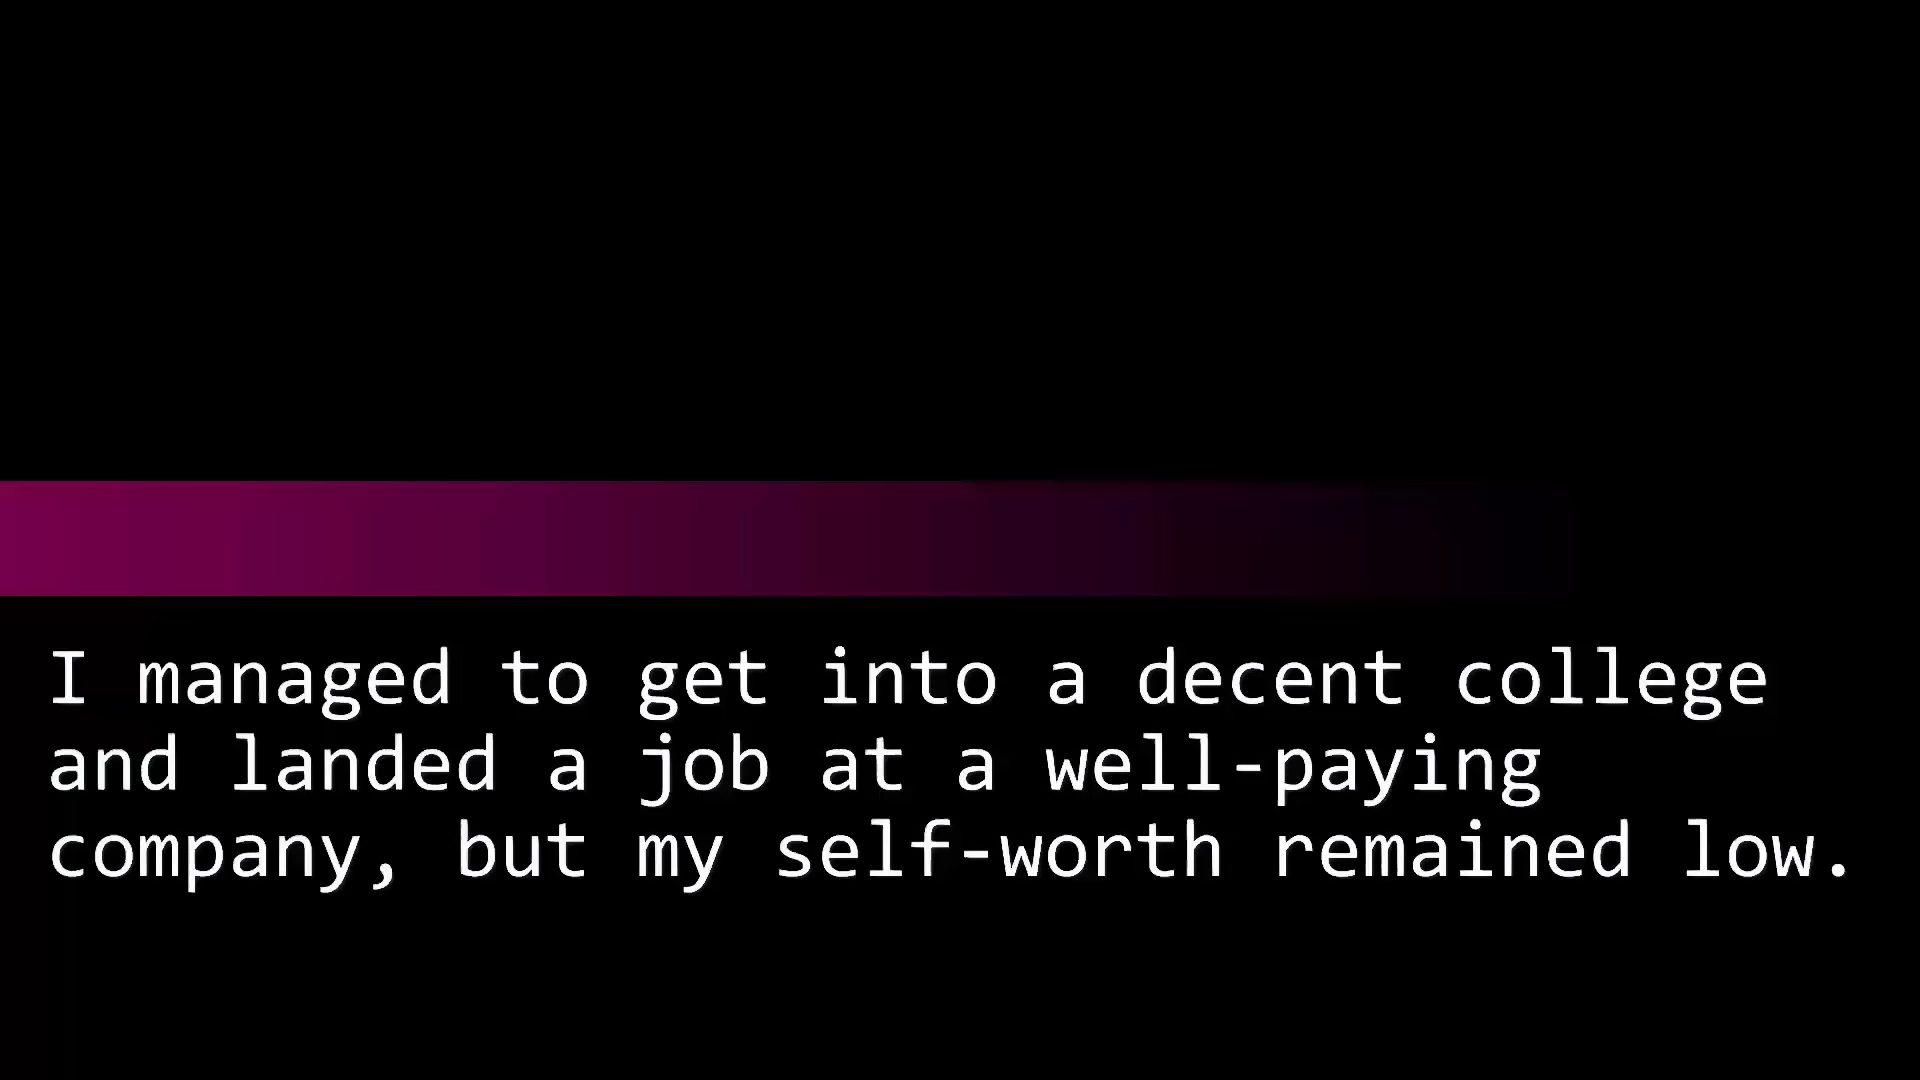 I managed to get into a decent college
and landed a job at a well-paying
company, but my self-worth remained low.